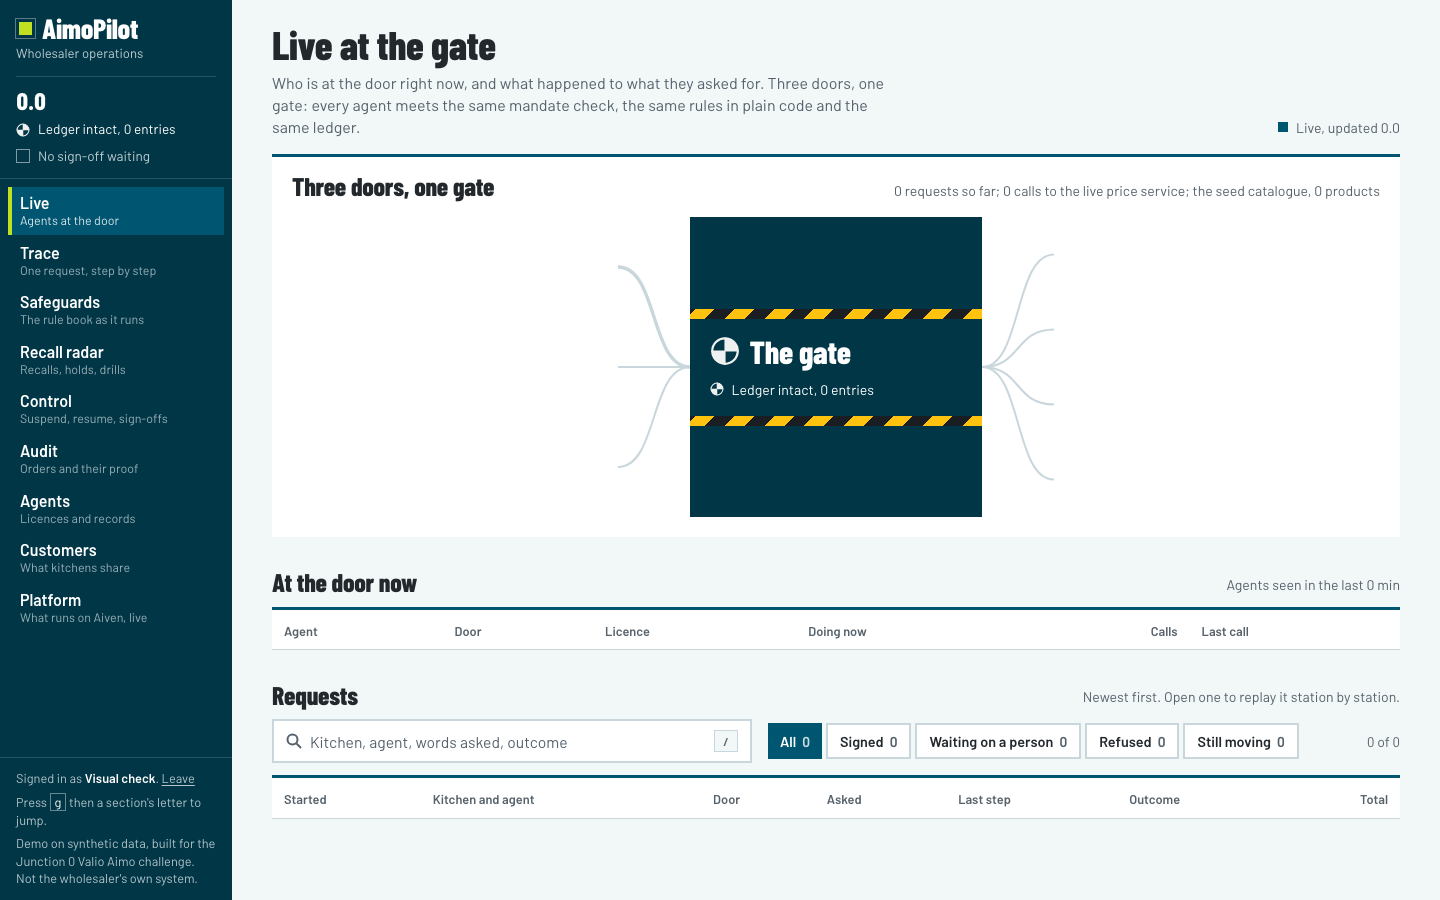 AimoPilot
Wholesaler operations
0.0
Ledger intact, 0 entries
No sign-off waiting
Live
Agents at the door
Trace
One request, step by step
Safeguards
The rule book as it runs
Recall radar
Recalls, holds, drills
Control
Suspend, resume, sign-offs
Audit
Orders and their proof
Agents
Licences and records
Customers
What kitchens share
Platform
What runs on Aiven, live
Signed in as Visual check. Leave
Press g then a section's letter to
jump.
Demo on synthetic data, built for the
Junction 0 Valio Aimo challenge.
Not the wholesaler's own system.
Live at the gate
Who is at the door right now, and what happened to what they asked for. Three doors, one
gate: every agent meets the same mandate check, the same rules in plain code and the
same ledger.
Live, updated 0.0
Three doors, one gate
0 requests so far; 0 calls to the live price service; the seed catalogue, 0 products
The gate
Ledger intact, 0 entries
At the door now
Agents seen in the last 0 min
Agent Door Licence Doing now Calls Last call
Requests
Newest first. Open one to replay it station by station.
Kitchen, agent, words asked, outcome /
All 0 Signed 0 Waiting on a person 0 Refused 0 Still moving 0
0 of 0
Started Kitchen and agent Door Asked Last step Outcome Total